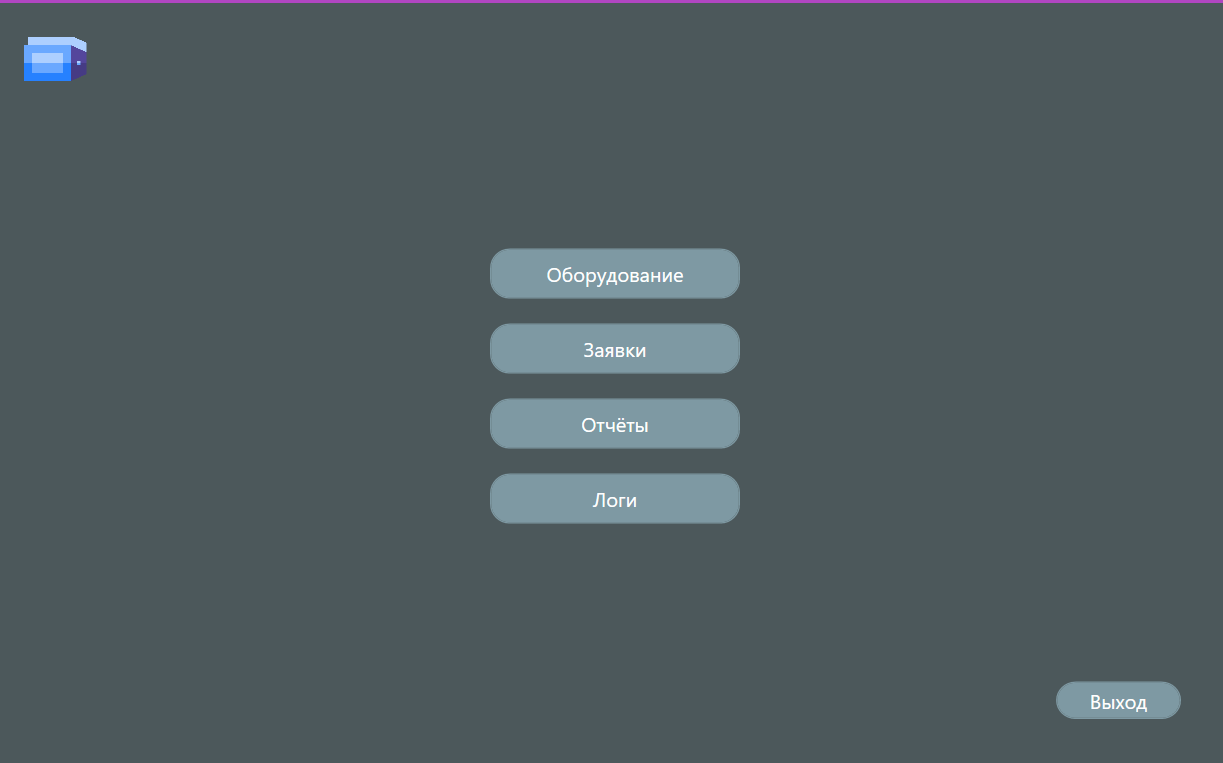 Оборудование
Заявки
Отчёты
Логи
Выход